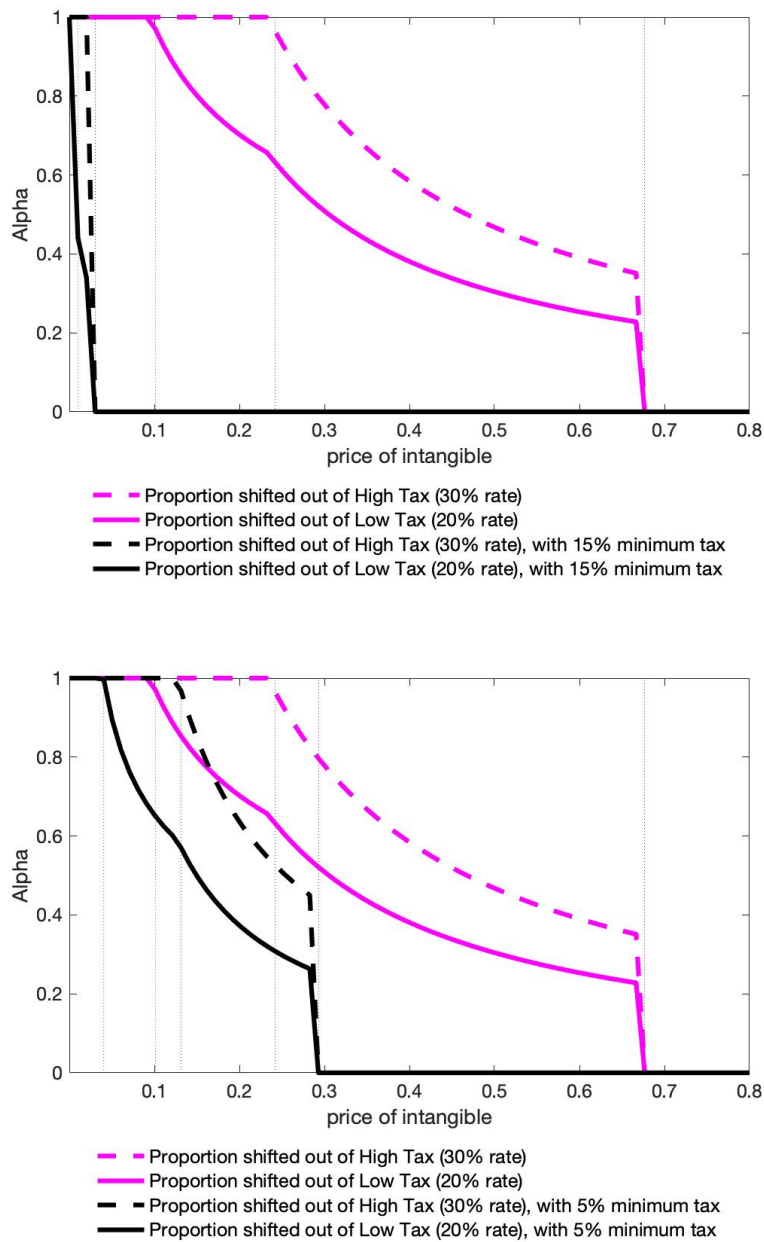 1
0.8
0.6
0.4
0.2
0
Alpha
0.1 0.2 0.3 0.4 0.5 0.6 0.7 0.8
price of intangible
Proportion shifted out of High Tax (30% rate)
Proportion shifted out of Low Tax (20% rate)
Proportion shifted out of High Tax (30% rate), with 15% minimum tax
Proportion shifted out of Low Tax (20% rate), with 15% minimum tax
1
0.8
0.6
0.4
0.2
0
Alpha
0.1 0.2 0.3 0.4 0.5 0.6 0.7 0.8
price of intangible
Proportion shifted out of High Tax (30% rate)
Proportion shifted out of Low Tax (20% rate)
Proportion shifted out of High Tax (30% rate), with 5% minimum tax
Proportion shifted out of Low Tax (20% rate), with 5% minimum tax